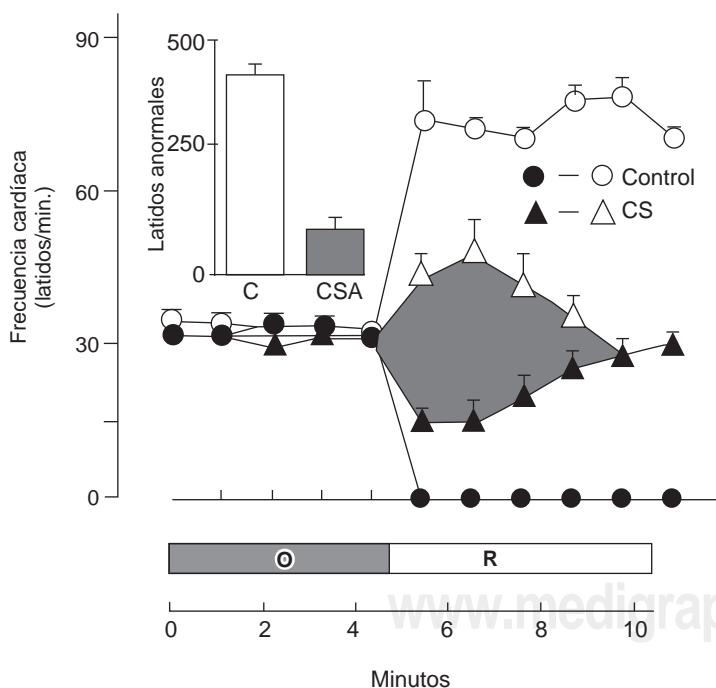 90
60
30
0
Frecuencia cardíaca
(latidos/min.)
500
250
0
Latidos anormales
C
CSA
Control
CS
O
R
www.medigrap
0
2
4
6
8
10
Minutos